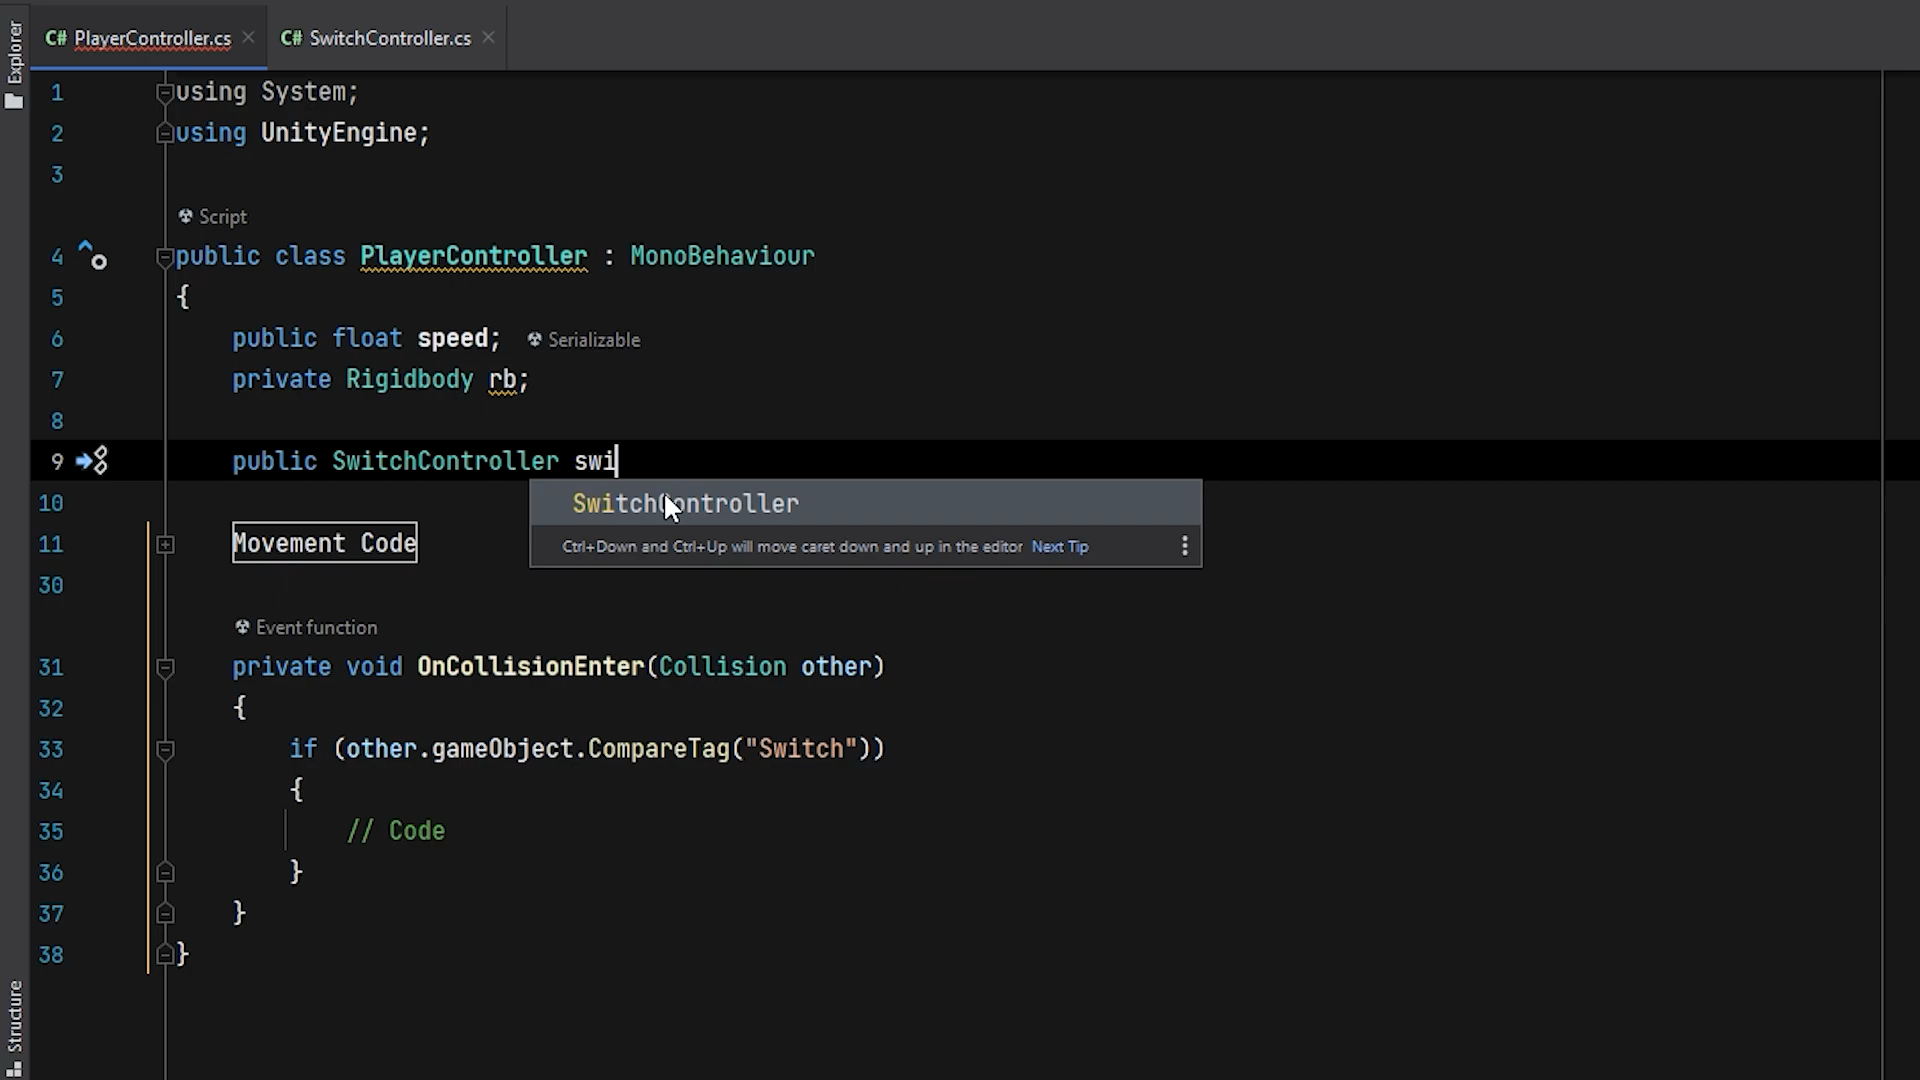 Explorer
C# PlayerController.cs × C# SwitchController.cs ×
1 using System;
2 using UnityEngine;
3
Script
4 public class PlayerController : MonoBehaviour
5 {
6 public float speed; Serializable
7 private Rigidbody rb;
8
9 public SwitchController swi
SwitchController
10
Ctrl+Down and Ctrl+Up will move caret down and up in the editor Next Tip
11 Movement Code
30
Event function
31 private void OnCollisionEnter(Collision other)
32 {
33 if (other.gameObject.CompareTag("Switch"))
34 {
35 // Code
36 }
37 }
38 }
Structure